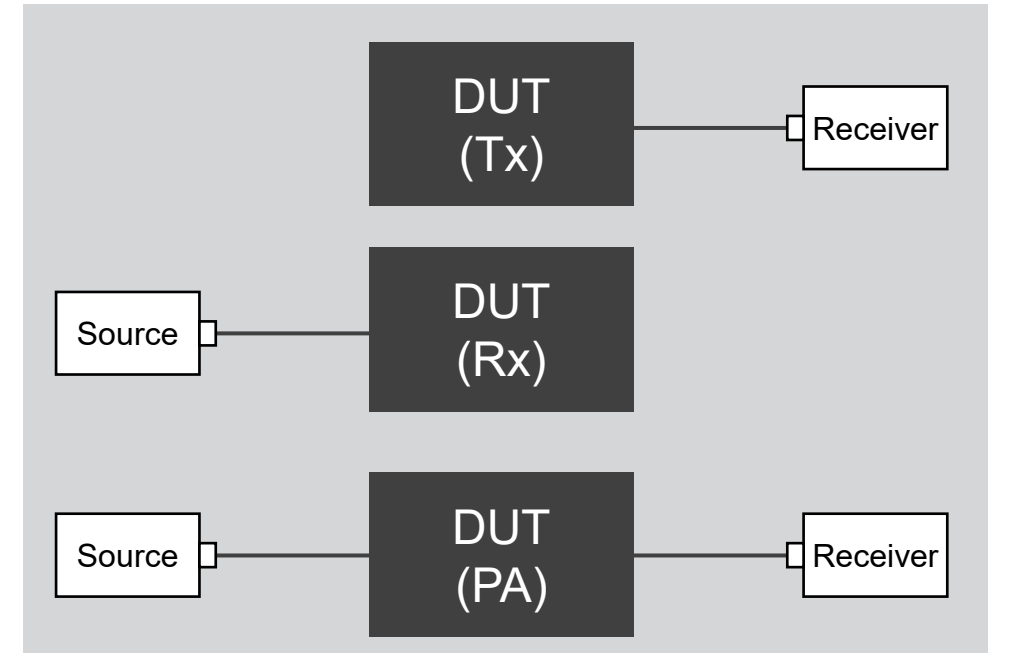 DUT
(Tx)
Receiver
DUT
(Rx)
Source
Source
DUT
(PA)
Receiver